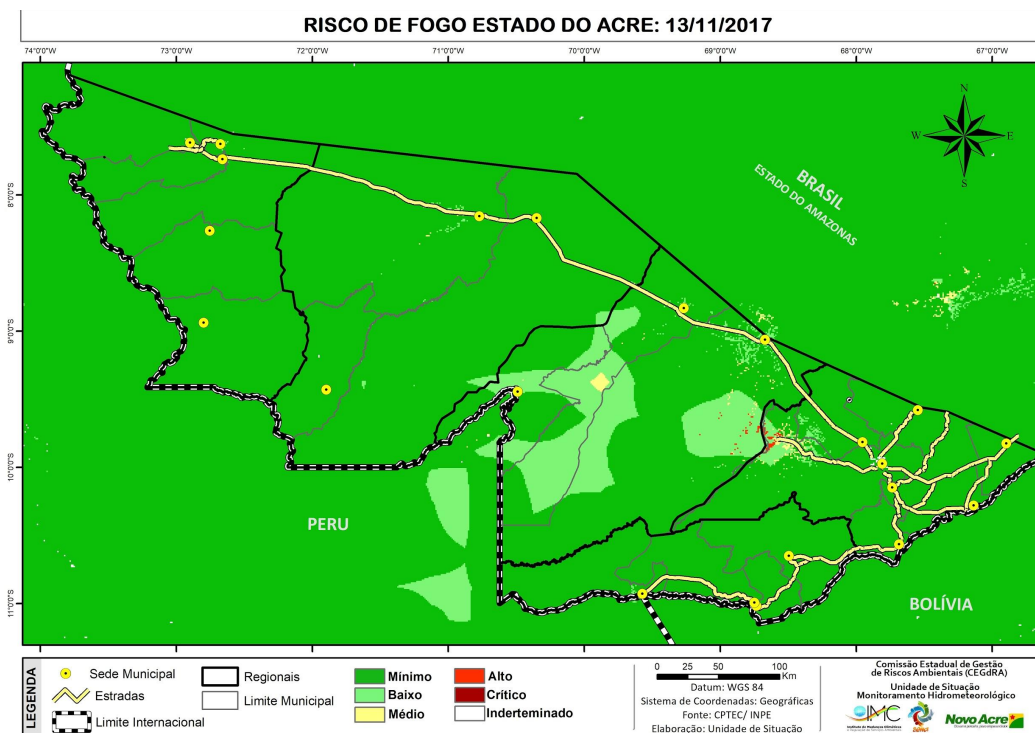 RISCO DE FOGO ESTADO DO ACRE: 13/11/2017
74°0'0"W 73°0'0"W 72°0'0"W 71°0'0"W 70°0'0"W 69°0'0"W 68°0'0"W 67°0'0"W
N
W E
S
BRASIL
ESTADO DO AMAZONAS
8°0'0"S
9°0'0"S
10°0'0"S
11°0'0"S
PERU
BOLÍVIA
LEGENDA
Sede Municipal
Estradas
Limite Internacional
Regionais
Limite Municipal
Mínimo
Baixo
Médio
Alto
Crítico
Inderteminado
0 25 50 100
Km
Datum: WGS 84
Sistema de Coordenadas: Geográficas
Fonte: CPTEC/ INPE
Elaboração: Unidade de Situação
Comissão Estadual de Gestão
de Riscos Ambientais (CEGdRA)
Unidade de Situação
Monitoramento Hidrometeorológico
IMC
Novo Acre